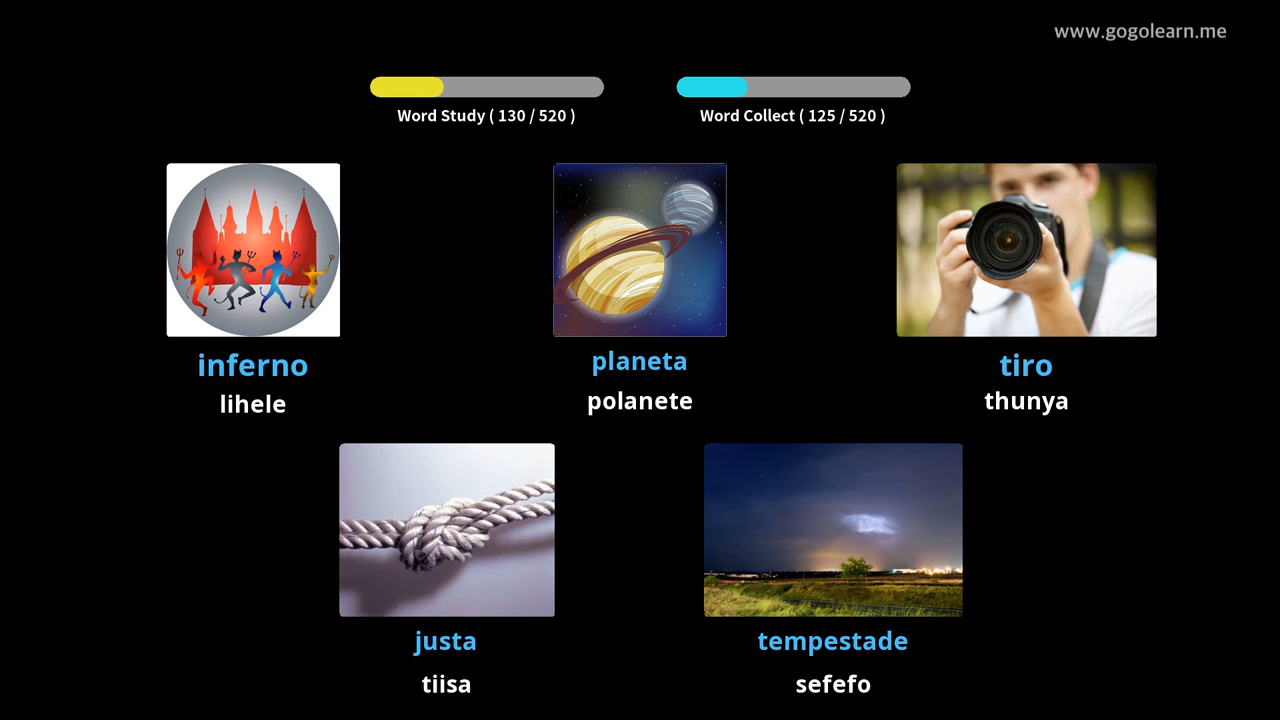 www.gogolearn.me
Word Study ( 130 / 520 )
Word Collect ( 125 / 520 )
inferno
lihele
planeta
polanete
tiro
thunya
justa
tiisa
tempestade
sefefo